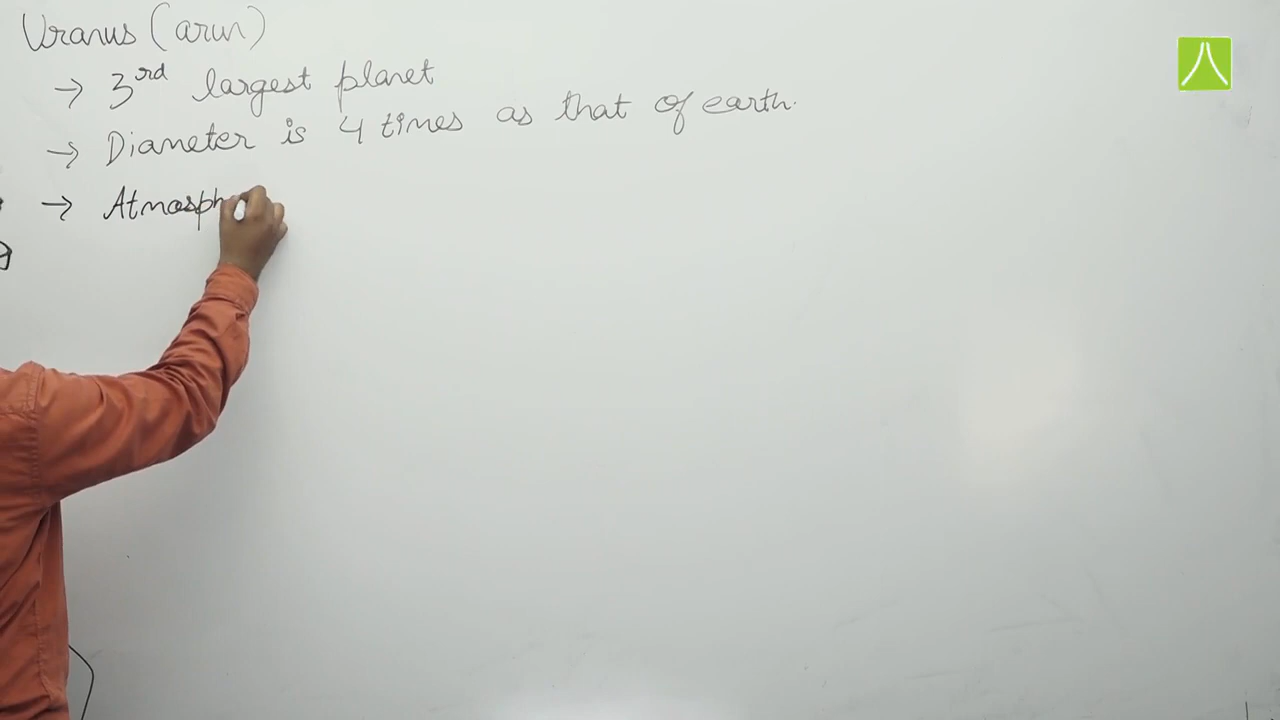 Uranus (arun)
→ 3rd largest planet
→ Diameter is 4 times as that of earth.
→ Atmosph